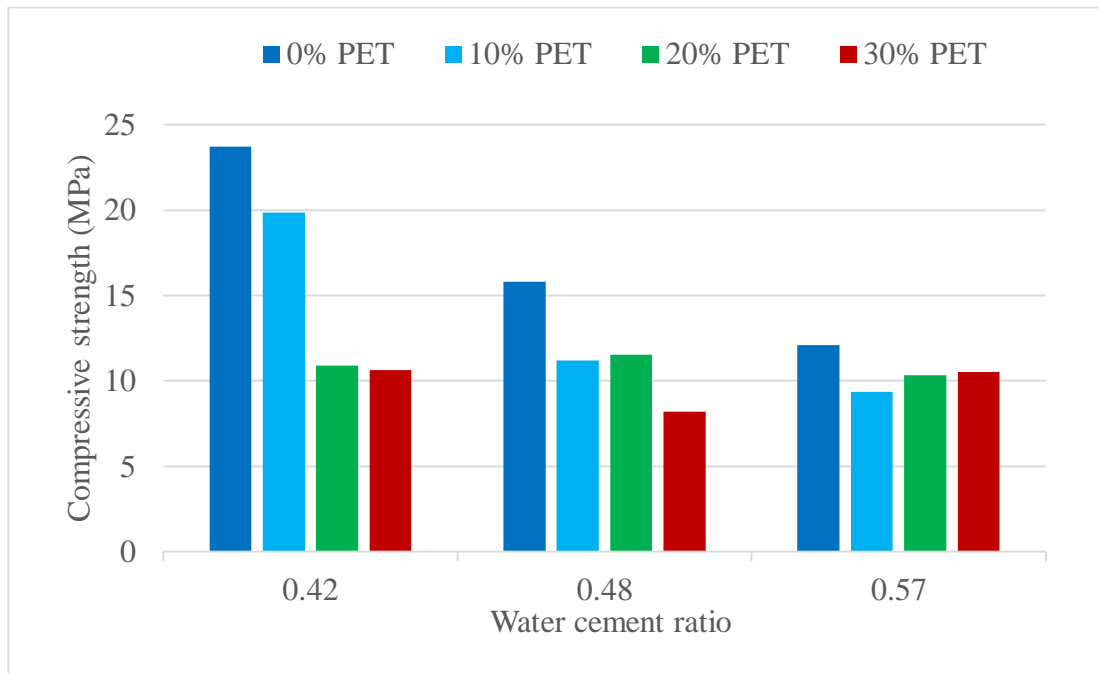 0% PET 10% PET 20% PET 30% PET
Compressive strength (MPa)
25
20
15
10
5
0
0.42 0.48 0.57
Water cement ratio